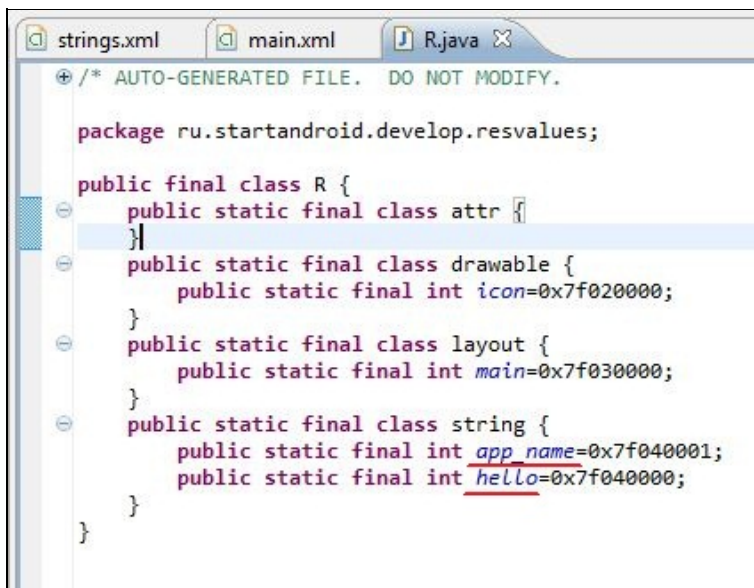 strings.xml
main.xml
R.java
/* AUTO-GENERATED FILE.  DO NOT MODIFY.
package ru.startandroid.develop.resvalues;
public final class R {
public static final class attr {
}
public static final class drawable {
public static final int icon=0x7f020000;
}
public static final class layout {
public static final int main=0x7f030000;
}
public static final class string {
public static final int app_name=0x7f040001;
public static final int hello=0x7f040000;
}
}